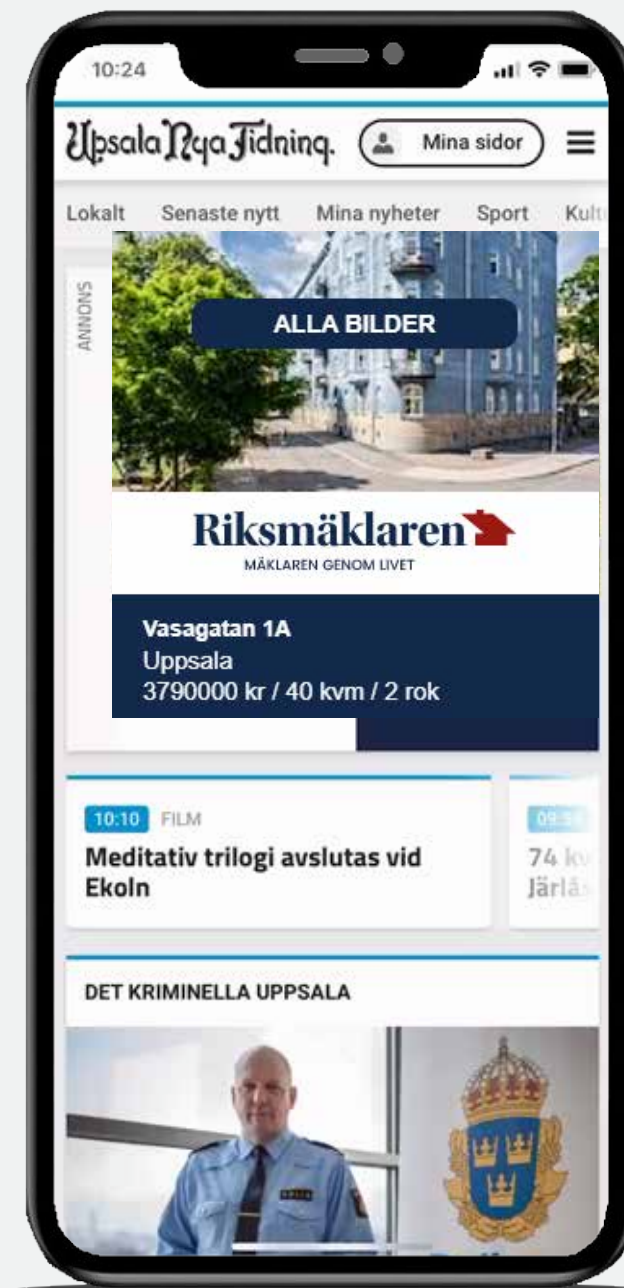 10:24
Upsala Nya Tidning.
Mina sidor
Lokalt Senaste nytt Mina nyheter Sport
ANNONS
ALLA BILDER
Riksmäklaren
MÄKLAREN GENOM LIVET
Vasagatan 1A
Uppsala
3790000 kr / 40 kvm / 2 rok
10:10 FILM
Meditativ trilogi avslutas vid
Ekoln
74
DET KRIMINELLA UPPSALA